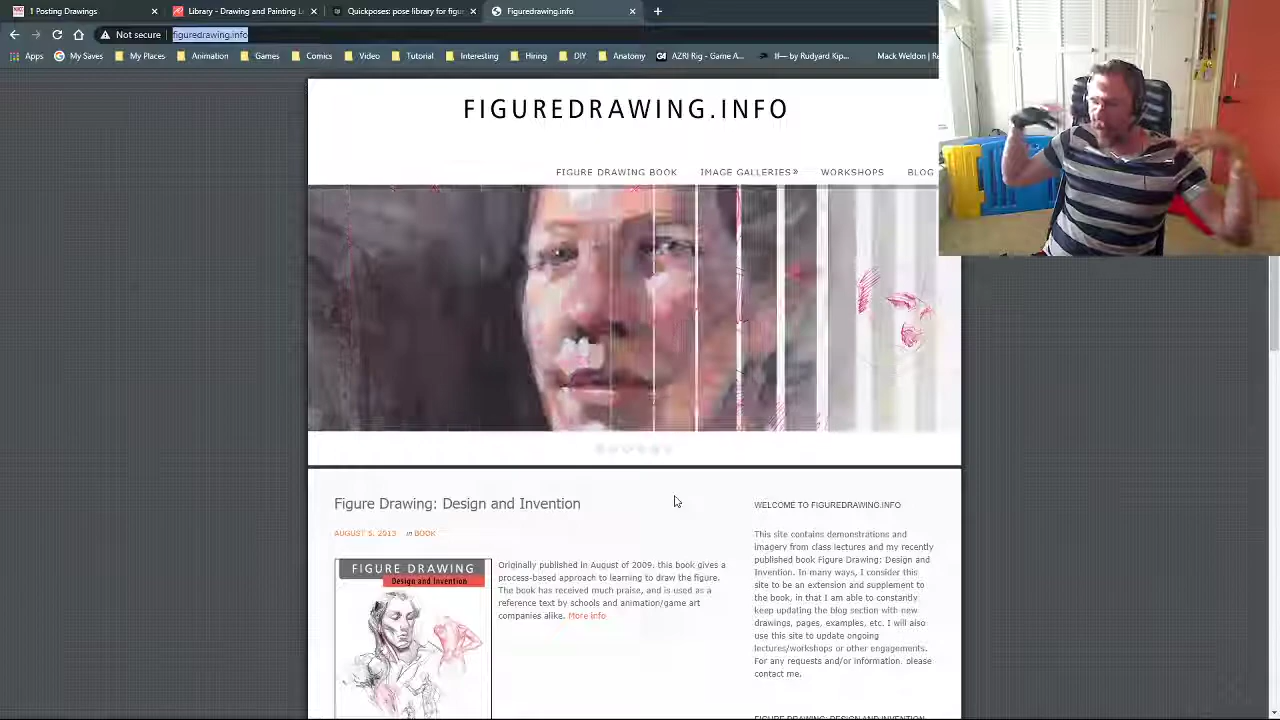 1 Posting Drawings
Library - Drawing and Painting L
Quickposes: pose library for figu
Figuredrawing.info
Not secure
figuredrawing.info
Apps
My-Saves
Animation
Games
Tutorial
Interesting
Hiring
DIY
Anatomy
AZRI Rig - Game A...
II— by Rudyard Kip...
Mack Weldon | Re
FIGUREDRAWING.INFO
FIGURE DRAWING BOOK
IMAGE GALLERIES»
WORKSHOPS
BLOG
Figure Drawing: Design and Invention
AUGUST 5, 2013 in BOOK
FIGURE DRAWING
Design and Invention
Originally published in August of 2009, this book gives a
process-based approach to learning to draw the figure.
The book has received much praise, and is used as a
reference text by schools and animation/game art
companies alike. More info
WELCOME TO FIGUREDRAWING.INFO
This site contains demonstrations and
imagery from class lectures and my recently
published book Figure Drawing: Design and
Invention. In many ways, I consider this
site to be an extension and supplement to
the book, in that I am able to constantly
keep updating the blog section with new
drawings, pages, examples, etc. I will also
use this site to update ongoing
lectures/workshops or other engagements.
For any requests and/or information, please
contact me.
FIGURE DRAWING: DESIGN AND INVENTION